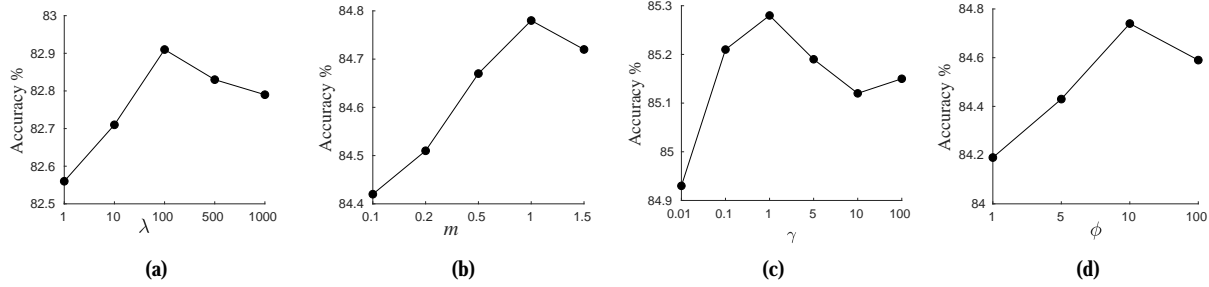 83
82.9
82.8
82.7
82.6
82.5
Accuracy %
1 10 100 500 1000
λ
(a)
84.8
84.7
84.6
84.5
84.4
Accuracy %
0.1 0.2 0.5 1 1.5
m
(b)
85.3
85.2
85.1
85
84.9
Accuracy %
0.01 0.1 1 5 10 100
γ
(c)
84.8
84.6
84.4
84.2
84
Accuracy %
1 5 10 100
ϕ
(d)